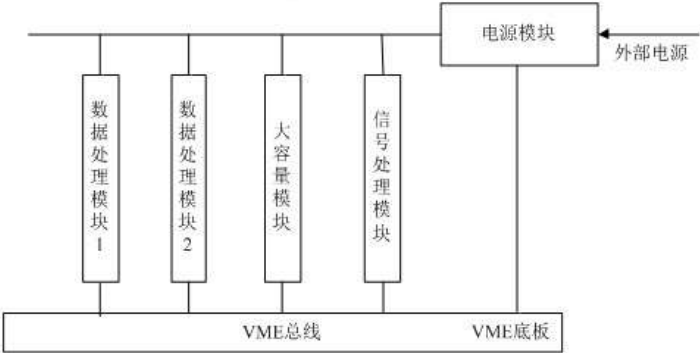 电源模块
外部电源
数据处理模块1
数据处理模块2
大容量模块
信号处理模块
VME总线
VME底板